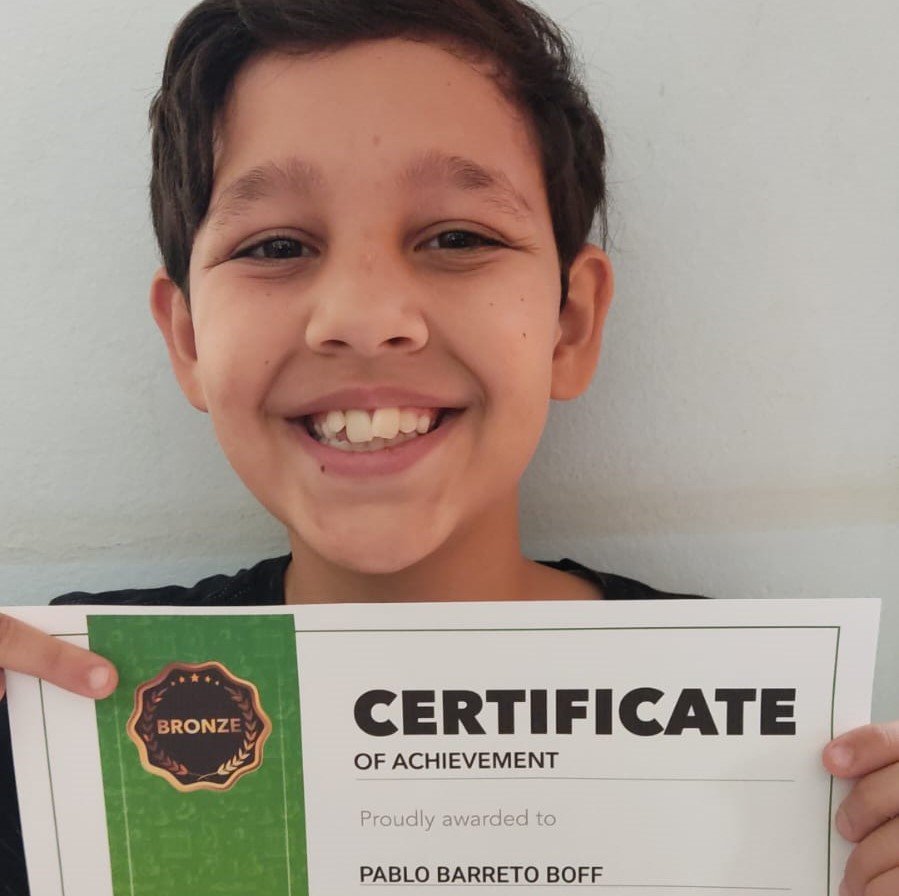 BRONZE
CERTIFICATE
OF ACHIEVEMENT
Proudly awarded to
PABLO BARRETO BOFF